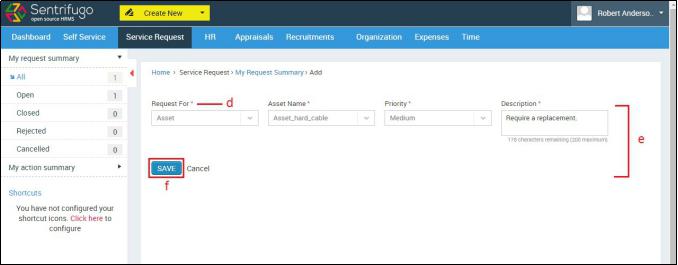 Sentrifugo
open source HRMS
Create New
Robert Anderso..
Dashboard Self Service Service Request HR Appraisals Recruitments Organization Expenses Time
My request summary
All 1
Open 1
Closed 0
Rejected 0
Cancelled 0
My action summary
Shortcuts
You have not configured your
shortcut icons. Click here to
configure
Home > Service Request > My Request Summary > Add
Request For * d Asset Name * Priority * Description *
Asset Asset_hard_cable Medium Require a replacement.
178 characters remaining (200 maximum)
e
SAVE Cancel
f